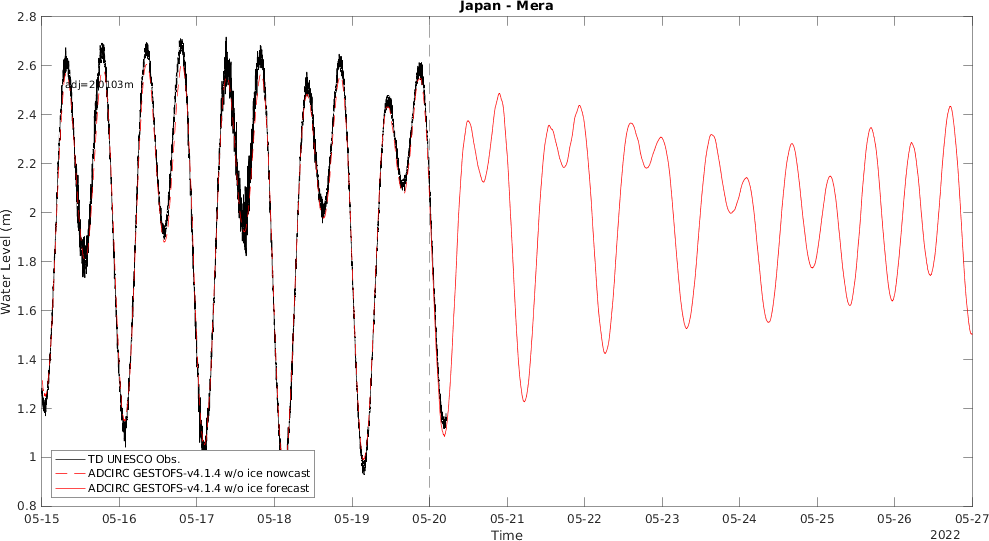 Japan - Mera
2.8
2.6
adj=2.0103m
2.4
2.2
2
1.8
1.6
1.4
1.2
1
0.8
Water Level (m)
TD UNESCO Obs.
ADCIRC GESTOFS-v4.1.4 w/o ice nowcast
ADCIRC GESTOFS-v4.1.4 w/o ice forecast
05-15 05-16 05-17 05-18 05-19 05-20 05-21 05-22 05-23 05-24 05-25 05-26 05-27
Time
2022